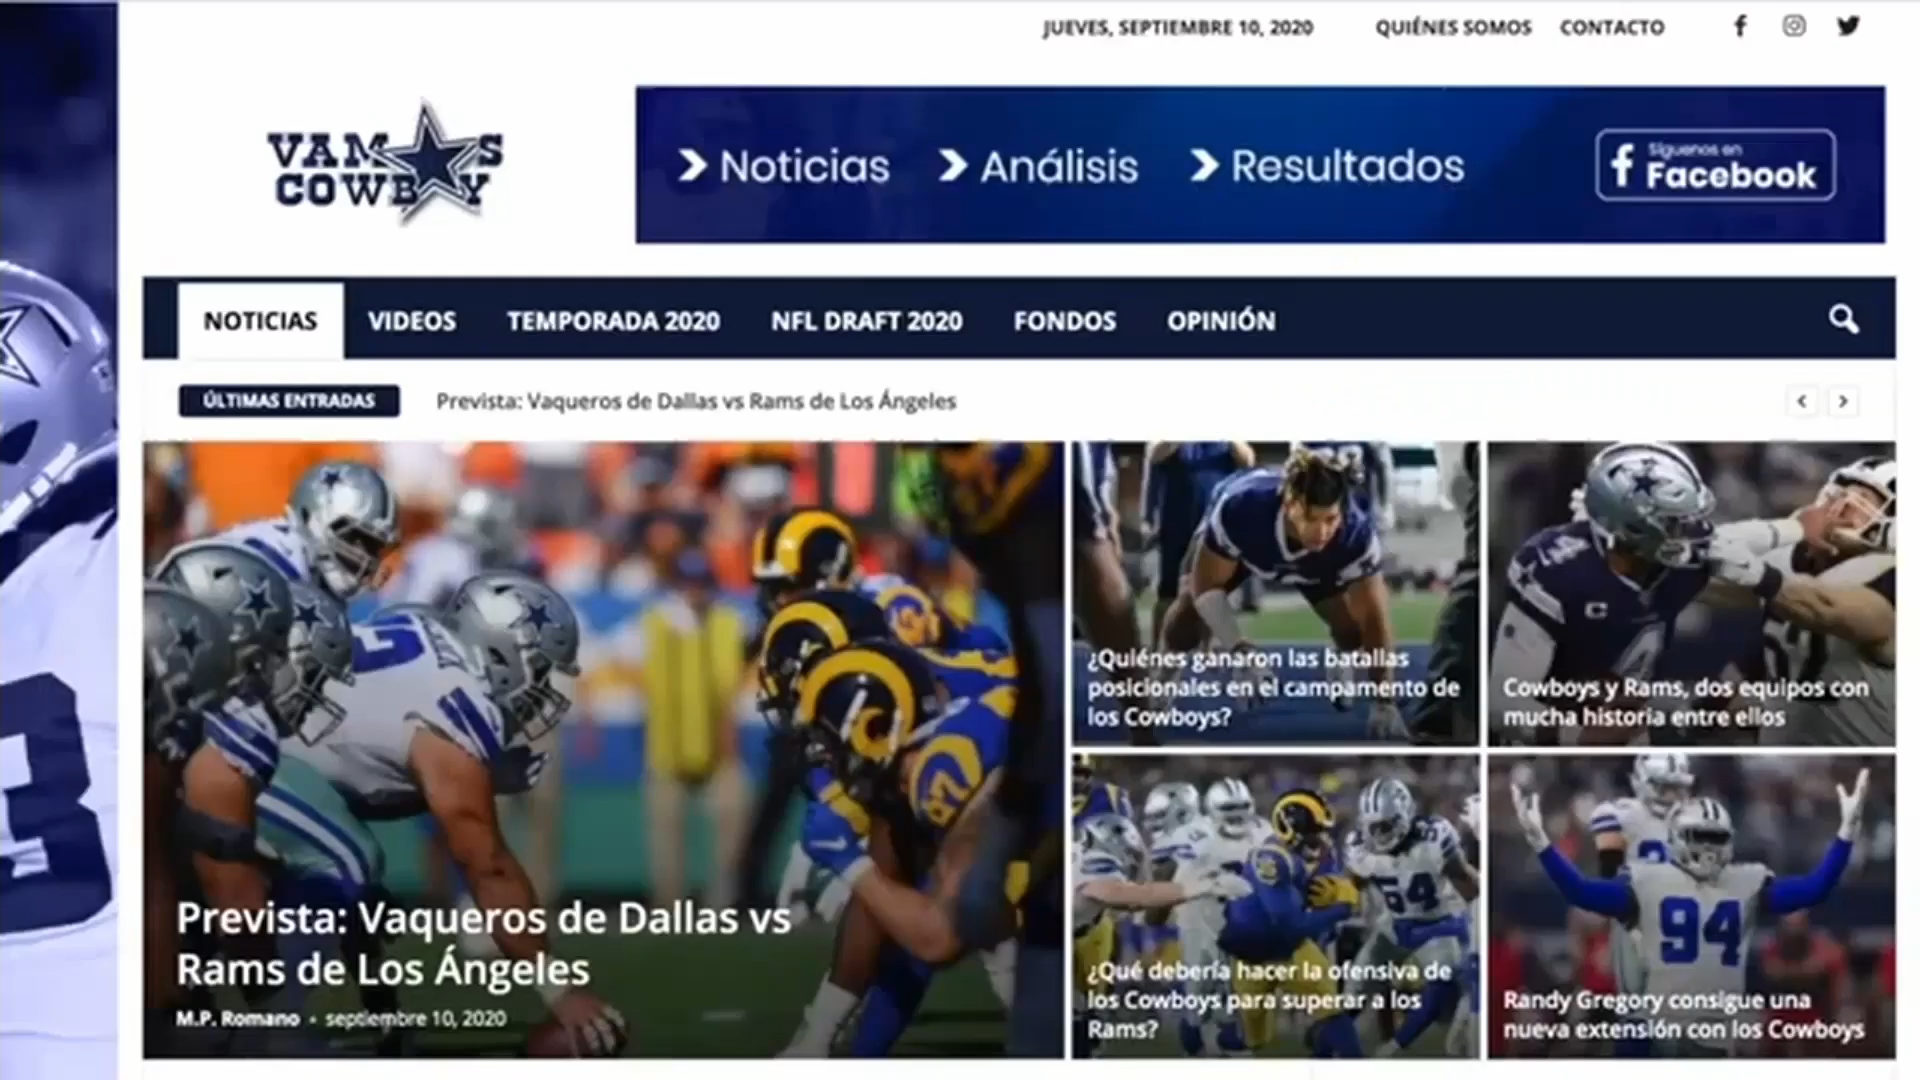 JUEVES, SEPTIEMBRE 10, 2020 QUIÉNES SOMOS CONTACTO
VAMOS
COWBOY
Noticias Análisis Resultados
Síguenos en
Facebook
NOTICIAS VIDEOS TEMPORADA 2020 NFL DRAFT 2020 FONDOS OPINIÓN
ÚLTIMAS ENTRADAS Prevista: Vaqueros de Dallas vs Rams de Los Ángeles
Prevista: Vaqueros de Dallas vs
Rams de Los Ángeles
M.P. Romano - septiembre 10, 2020
¿Quiénes ganaron las batallas
posicionales en el campamento de
los Cowboys?
4
C
4
Cowboys y Rams, dos equipos con
mucha historia entre ellos
54
¿Qué debería hacer la ofensiva de
los Cowboys para superar a los
Rams?
94
Randy Gregory consigue una
nueva extensión con los Cowboys